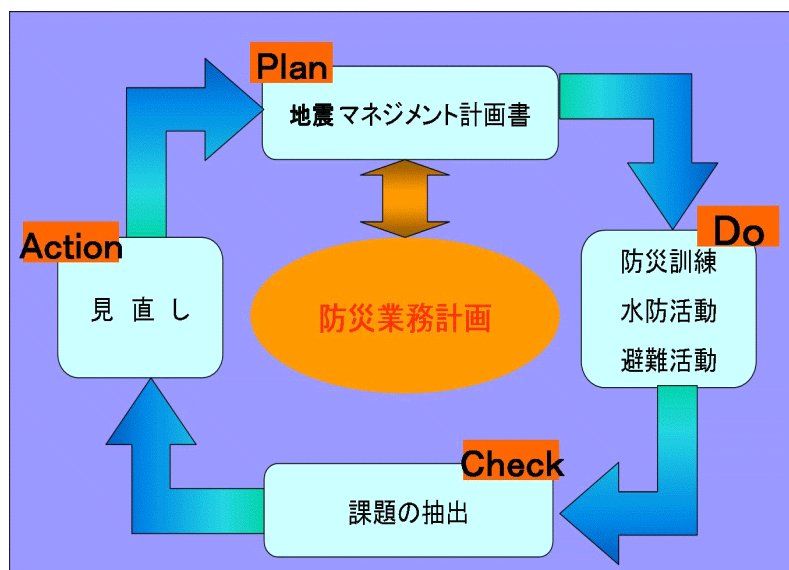 Plan
地震マネジメント計画書
Do
防災訓練
水防活動
避難活動
Action
見 直 し
防災業務計画
Check
課題の抽出